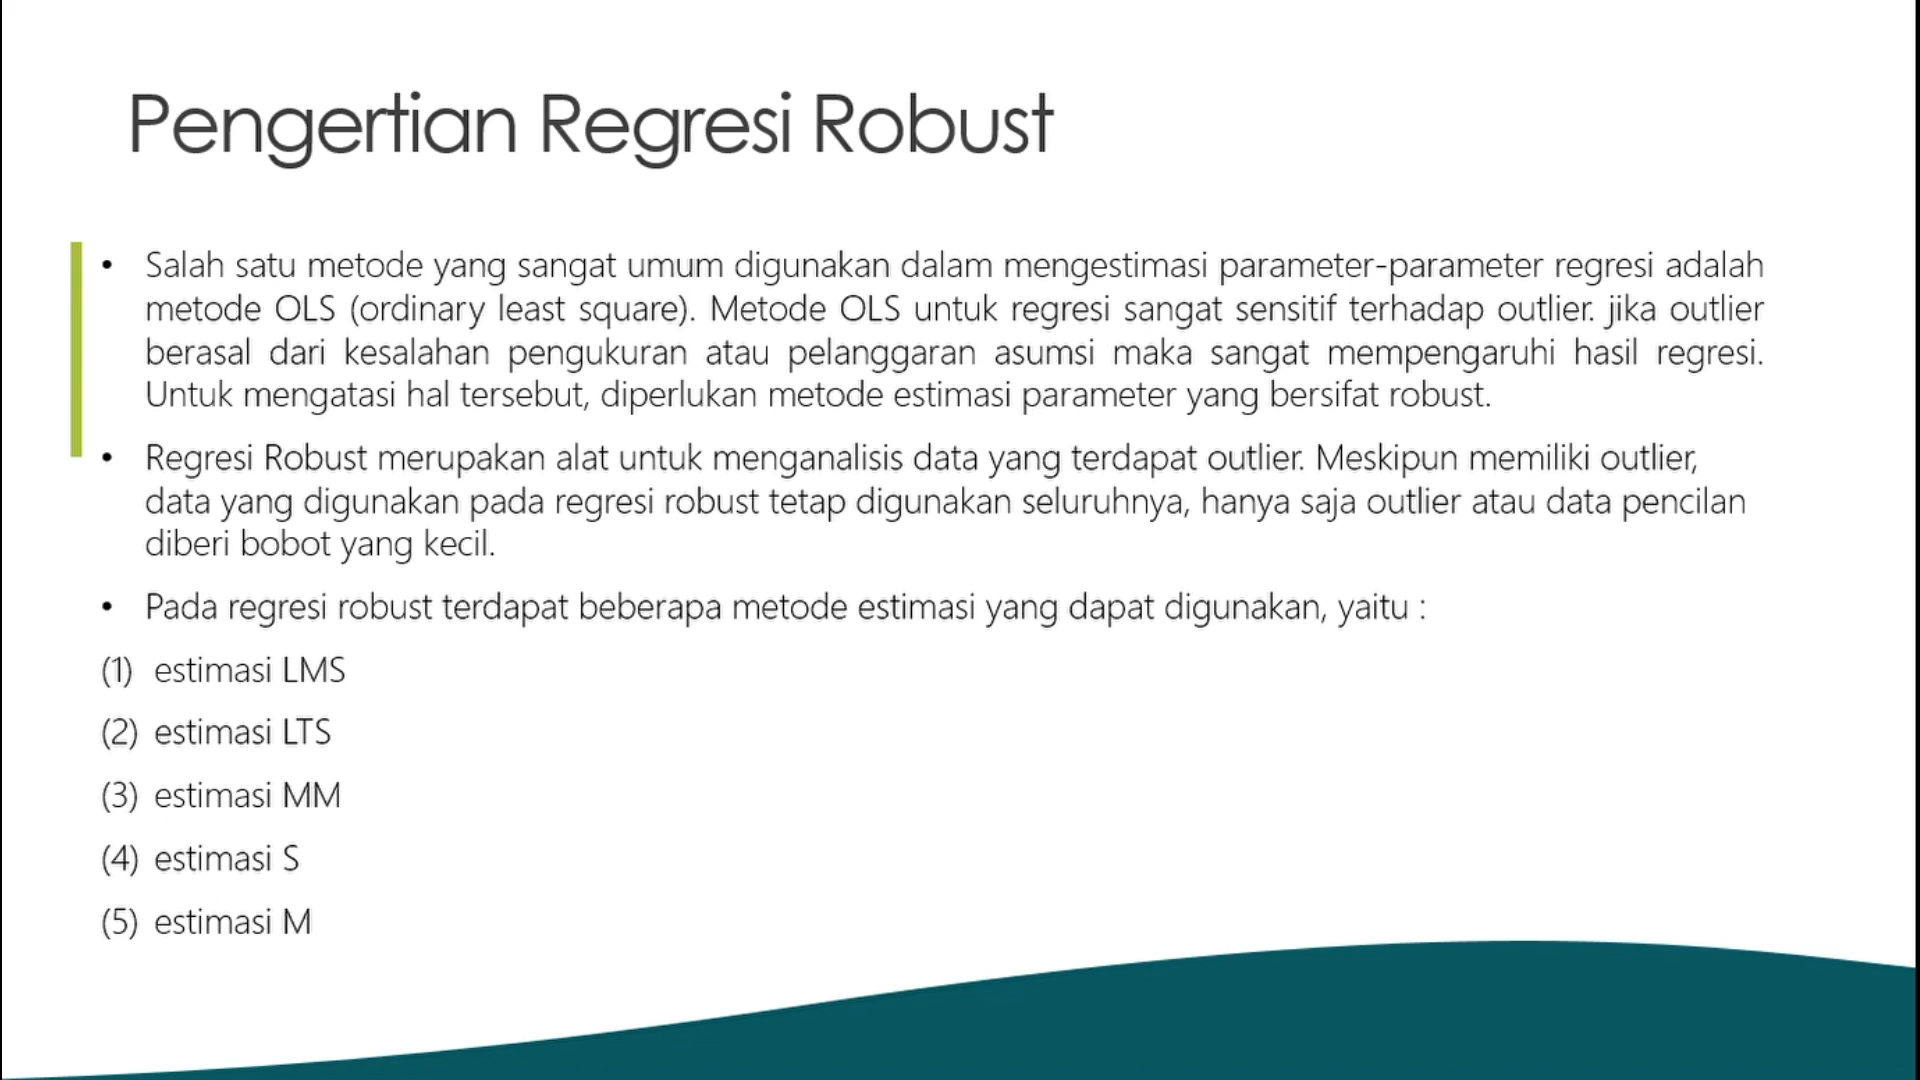 Pengertian Regresi Robust
• Salah satu metode yang sangat umum digunakan dalam mengestimasi parameter-parameter regresi adalah
metode OLS (ordinary least square). Metode OLS untuk regresi sangat sensitif terhadap outlier. jika outlier
berasal dari kesalahan pengukuran atau pelanggaran asumsi maka sangat mempengaruhi hasil regresi.
Untuk mengatasi hal tersebut, diperlukan metode estimasi parameter yang bersifat robust.
• Regresi Robust merupakan alat untuk menganalisis data yang terdapat outlier. Meskipun memiliki outlier,
data yang digunakan pada regresi robust tetap digunakan seluruhnya, hanya saja outlier atau data pencilan
diberi bobot yang kecil.
• Pada regresi robust terdapat beberapa metode estimasi yang dapat digunakan, yaitu :
(1) estimasi LMS
(2) estimasi LTS
(3) estimasi MM
(4) estimasi S
(5) estimasi M